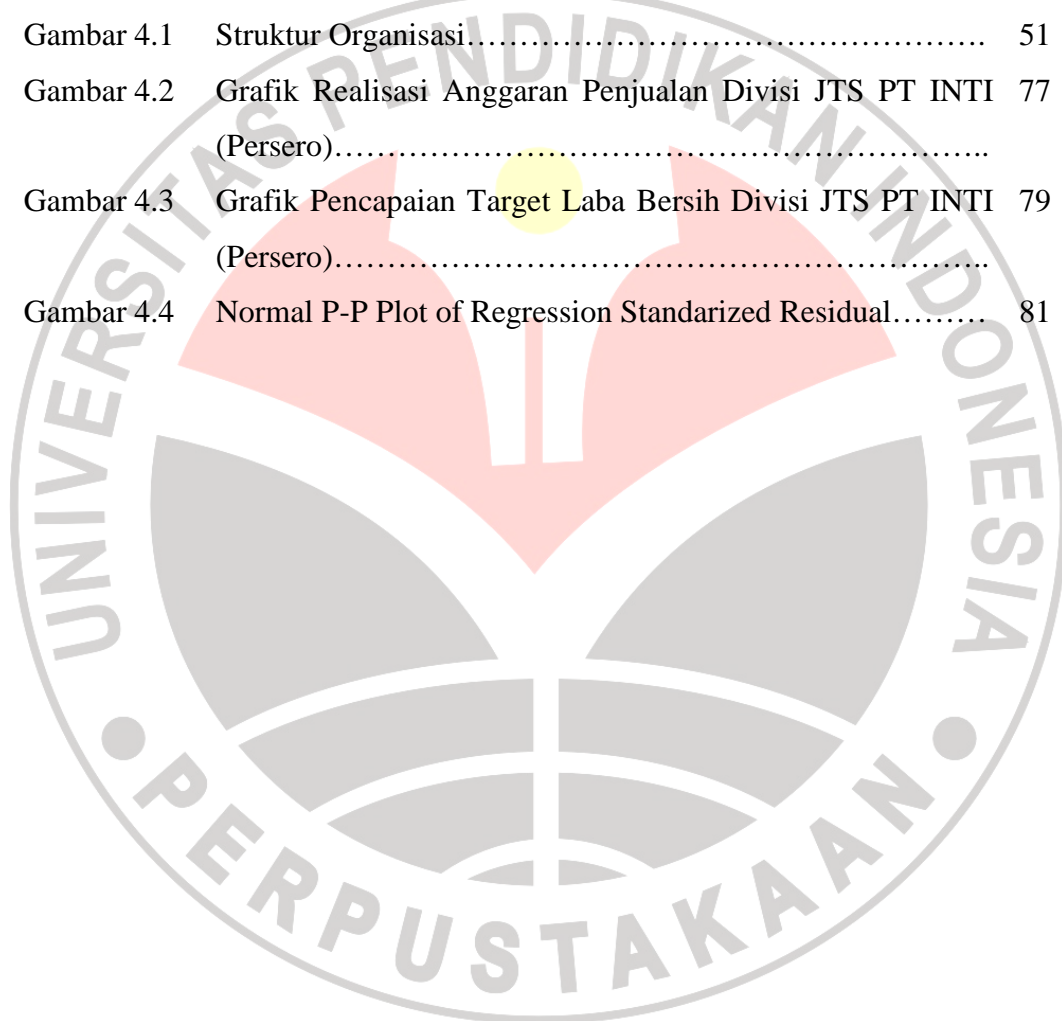 Gambar 4.1 Struktur Organisasi…………………………………………. 51
Gambar 4.2 Grafik Realisasi Anggaran Penjualan Divisi JTS PT INTI 77
(Persero)……………………………………………………..
Gambar 4.3 Grafik Pencapaian Target Laba Bersih Divisi JTS PT INTI 79
(Persero)……………………………………………………..
Gambar 4.4 Normal P-P Plot of Regression Standarized Residual……… 81
UNIVERSITAS PENDIDIKAN INDONESIA
PERPUSTAKAAN